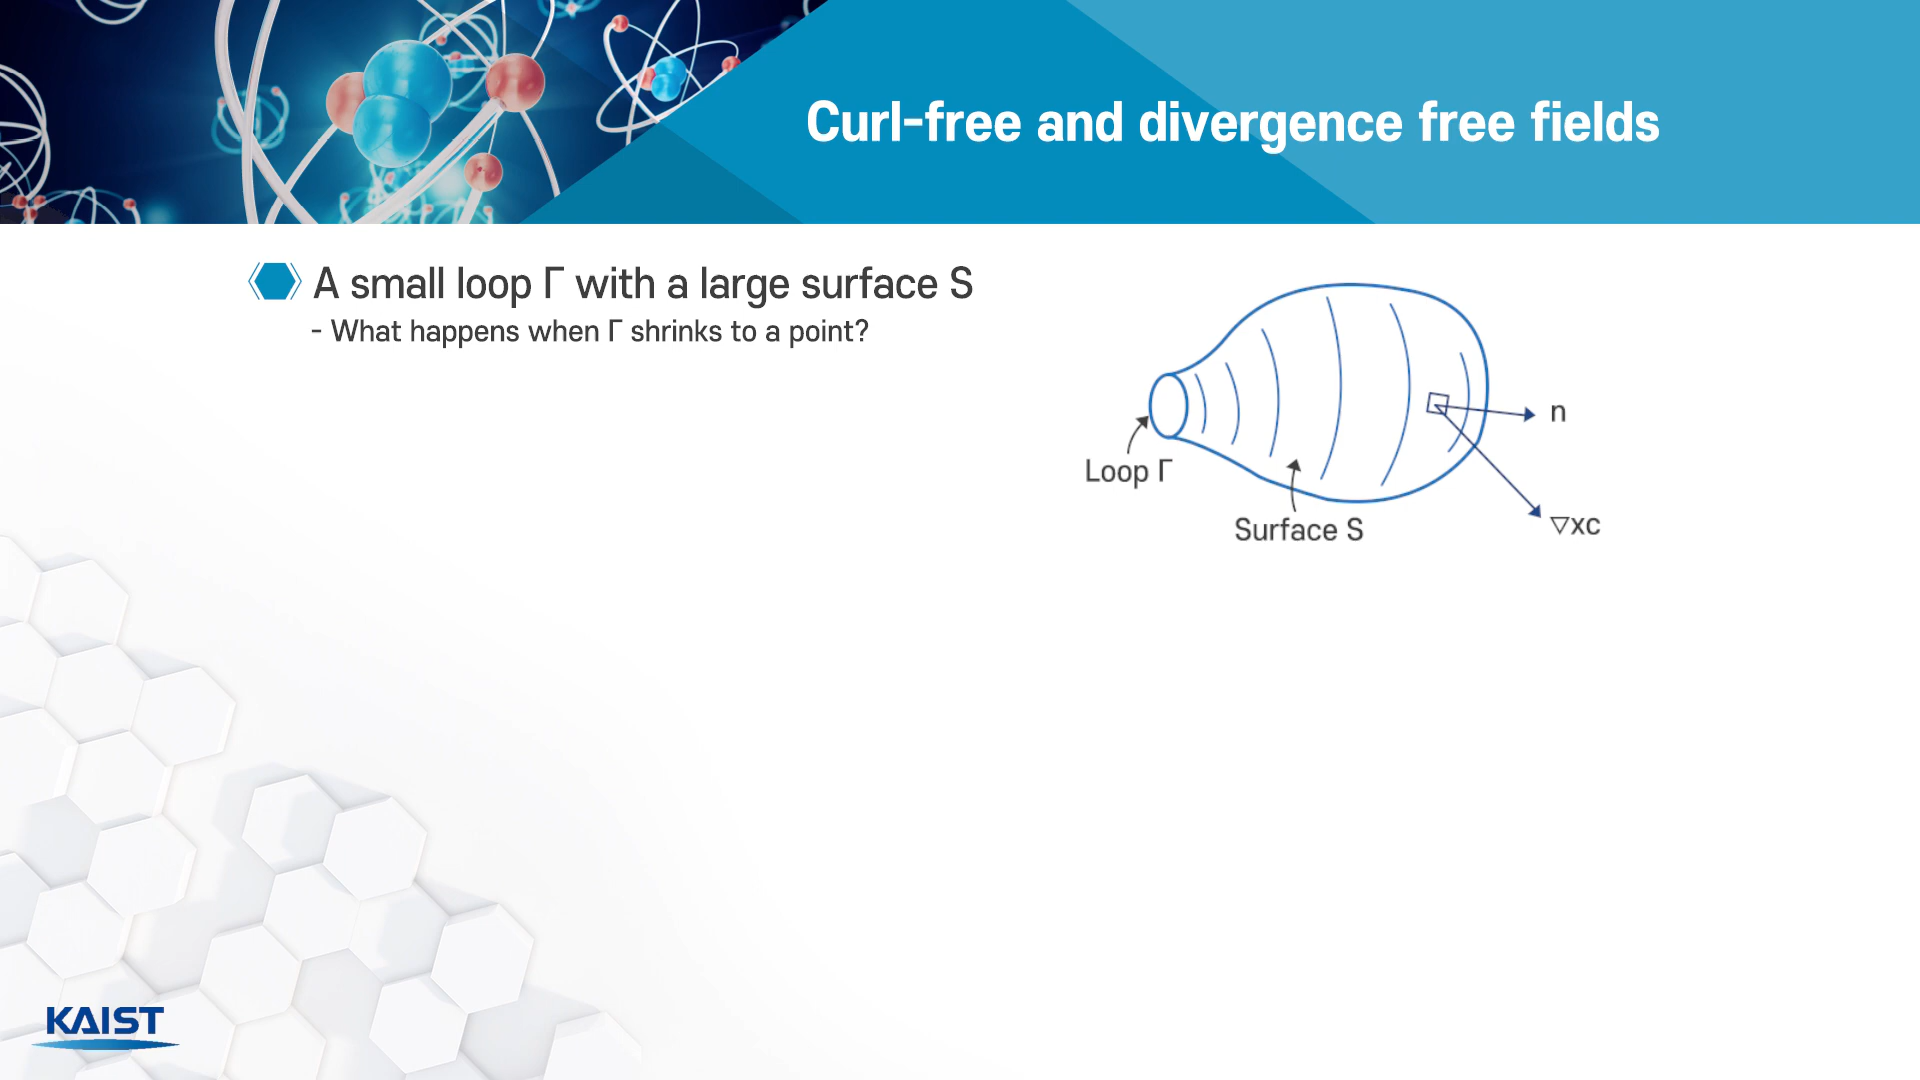 Curl-free and divergence free fields
A small loop Γ with a large surface S
- What happens when Γ shrinks to a point?
n
Loop Γ
Surface S
▽xc
KAIST